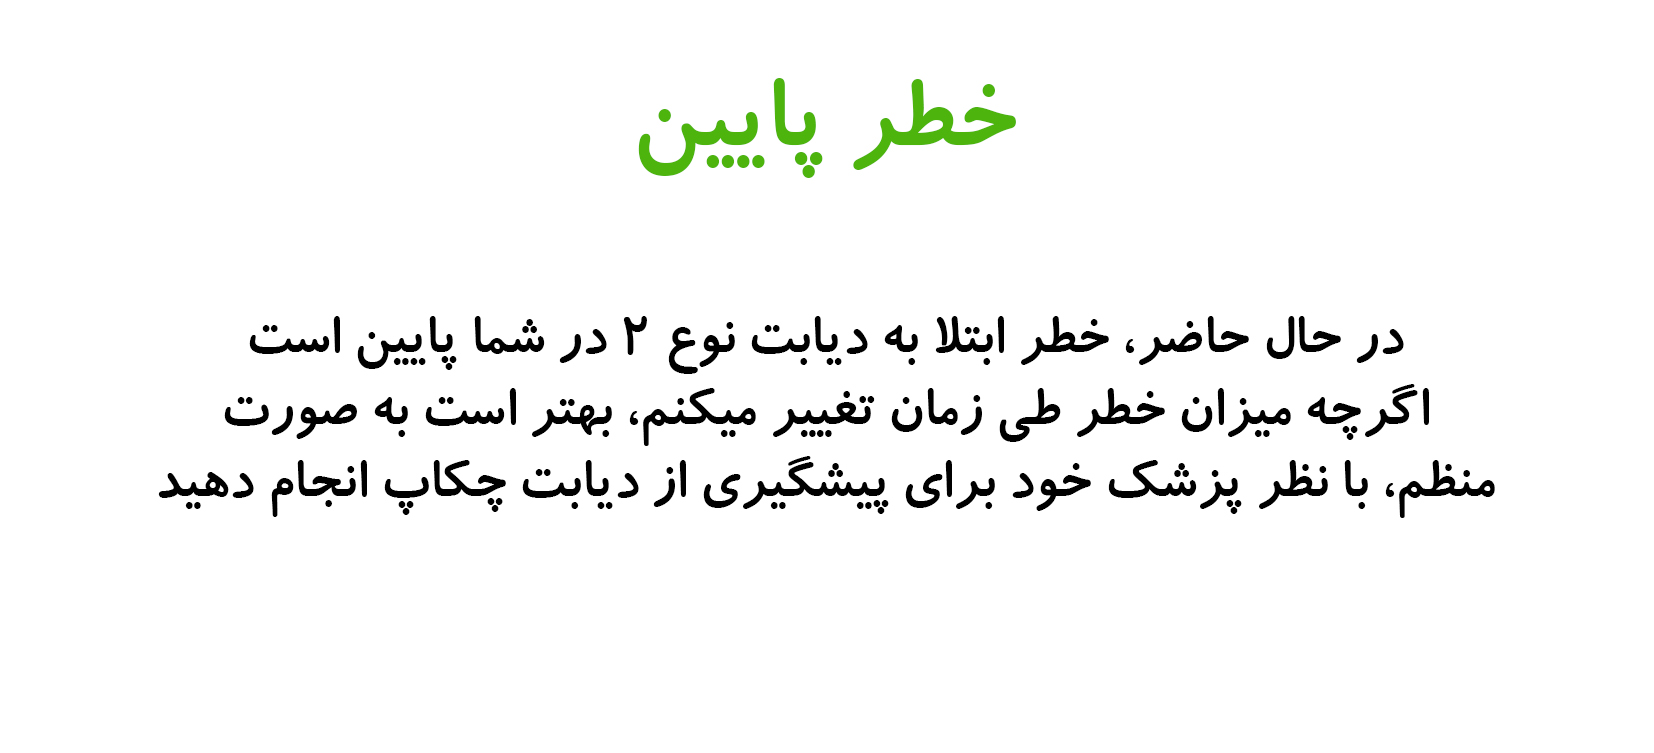 خطر پایین
در حال حاضر، خطر ابتلا به دیابت نوع ۲ در شما پایین است
اگرچه میزان خطر طی زمان تغییر میکنم، بهتر است به صورت
منظم، با نظر پزشک خود برای پیشگیری از دیابت چکاپ انجام دهید